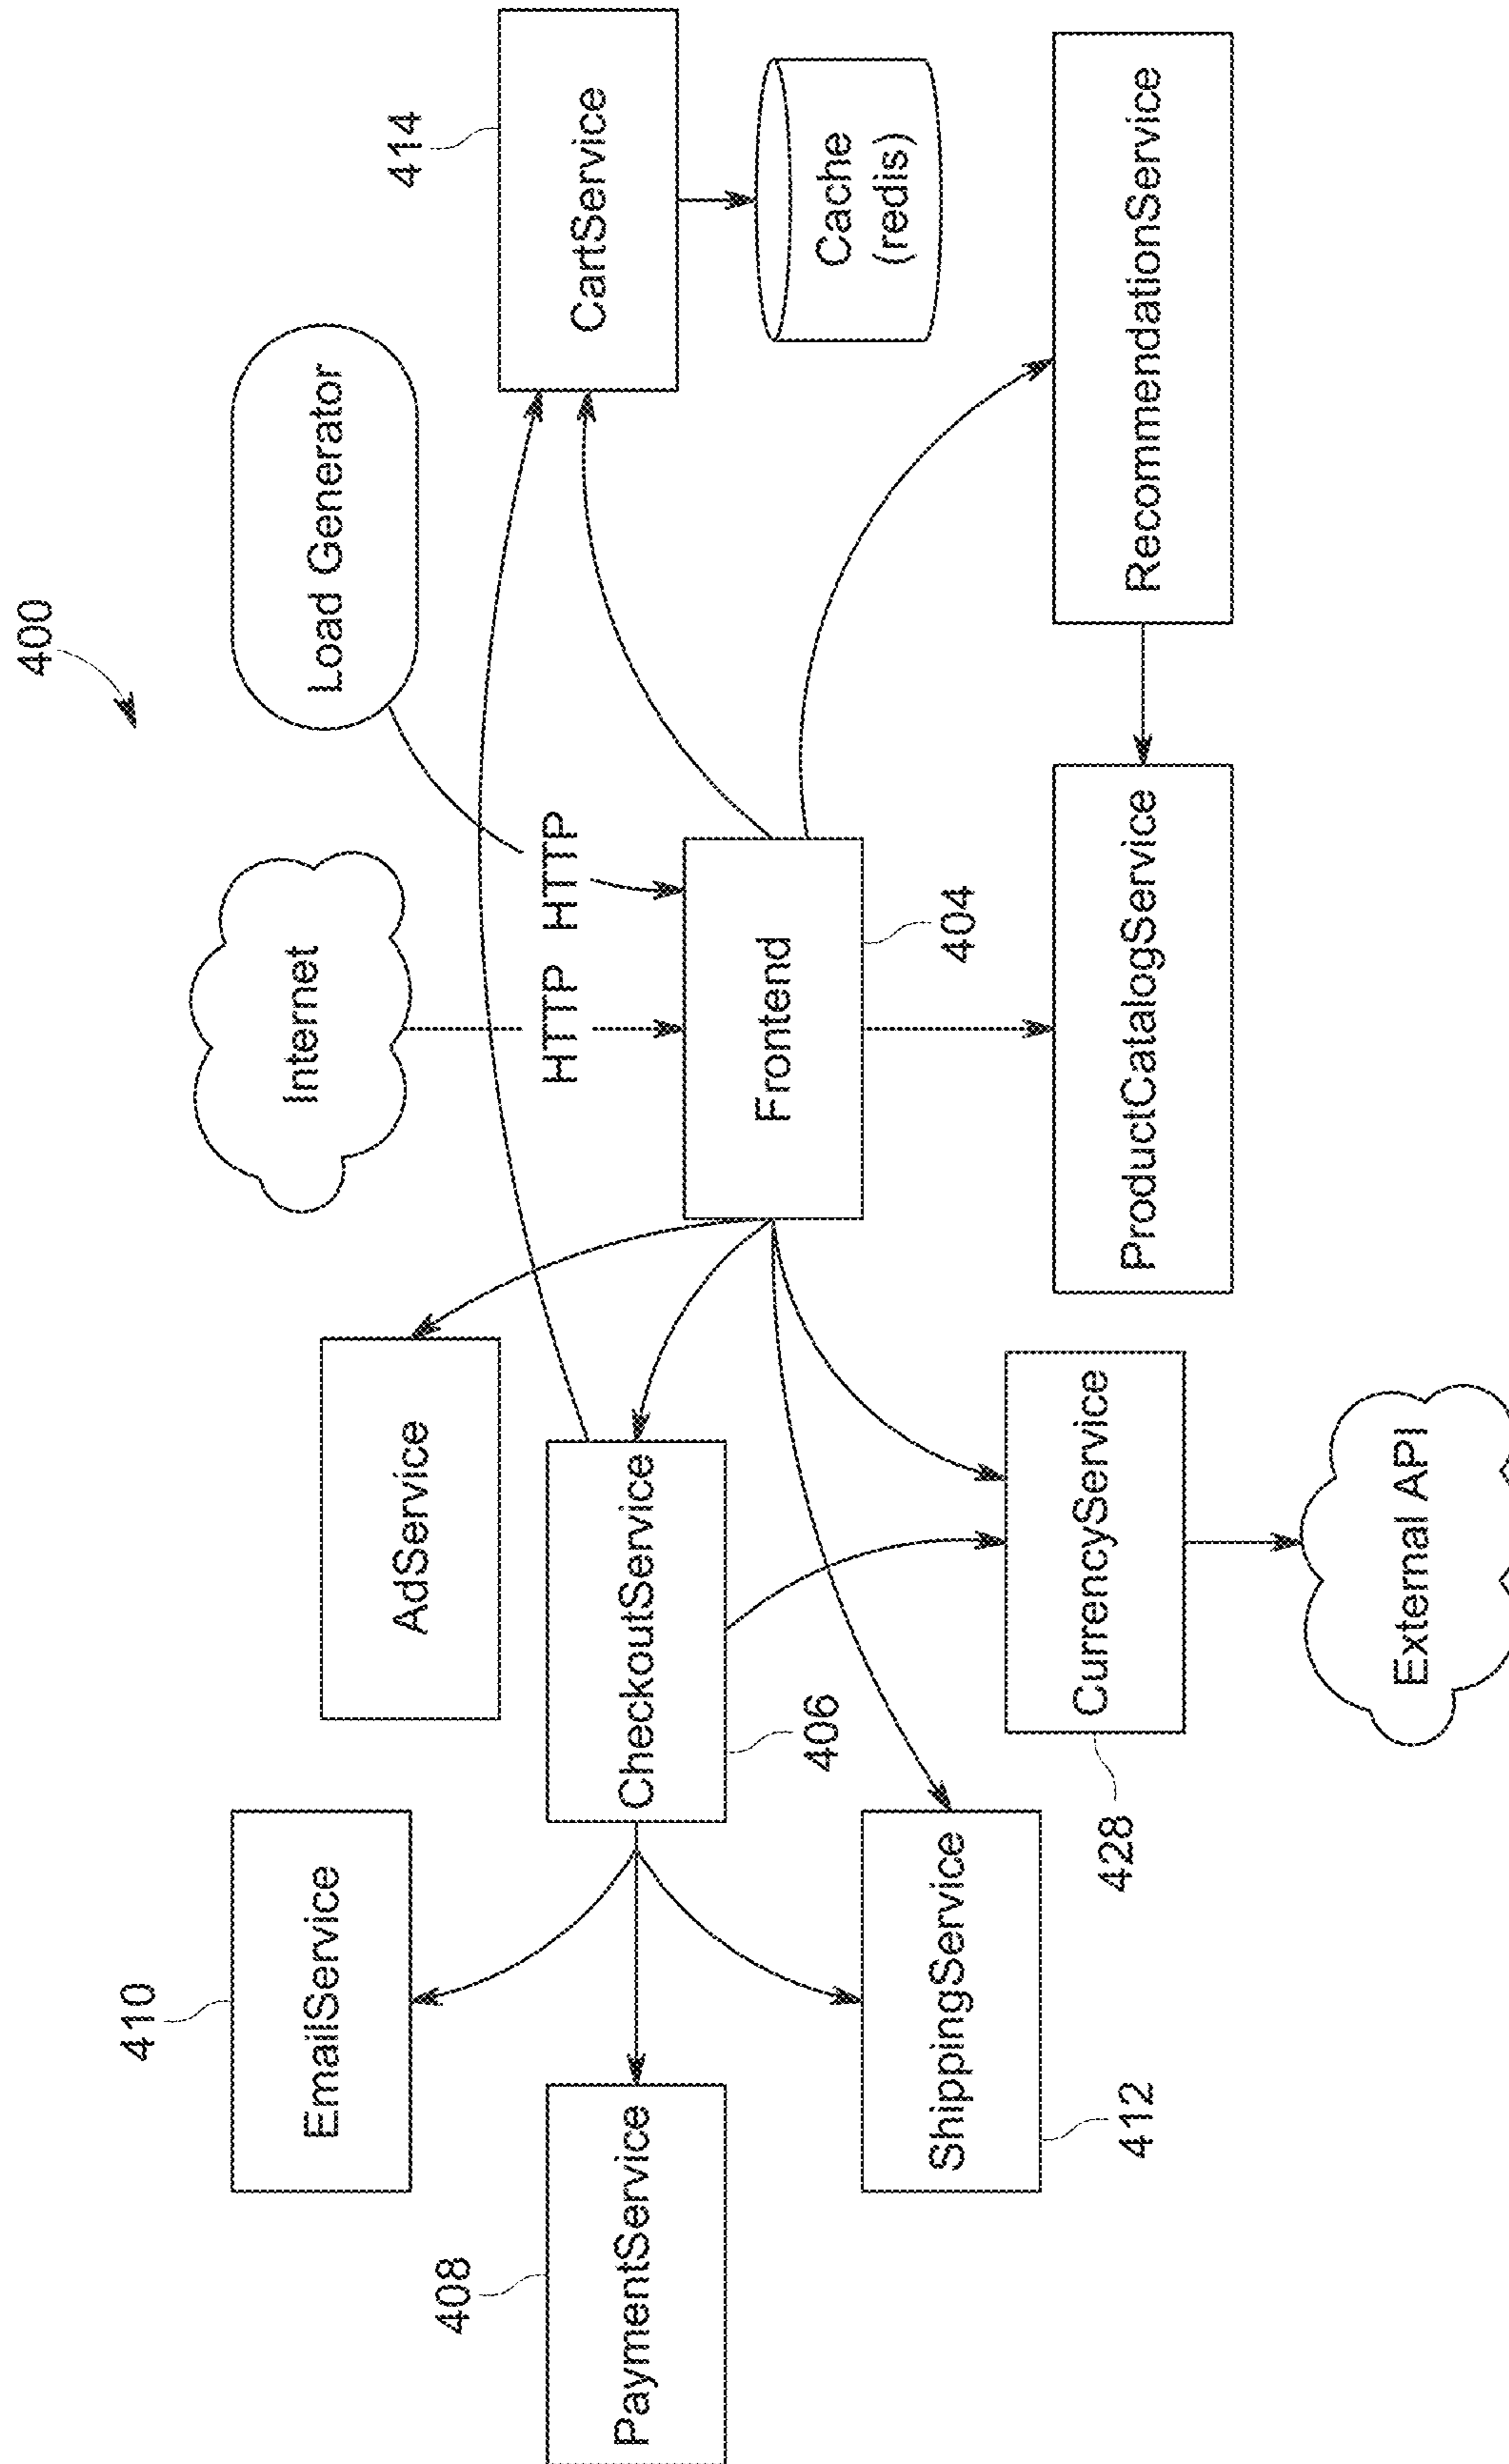 400
Internet
Load Generator
410
EmailService
AdService
414
CartService
408
PaymentService
CheckoutService
HTTP HTTP
406
Frontend
404
Cache
(redis)
ShippingService
412
428
CurrencyService
ProductCatalogService
RecommendationService
External API